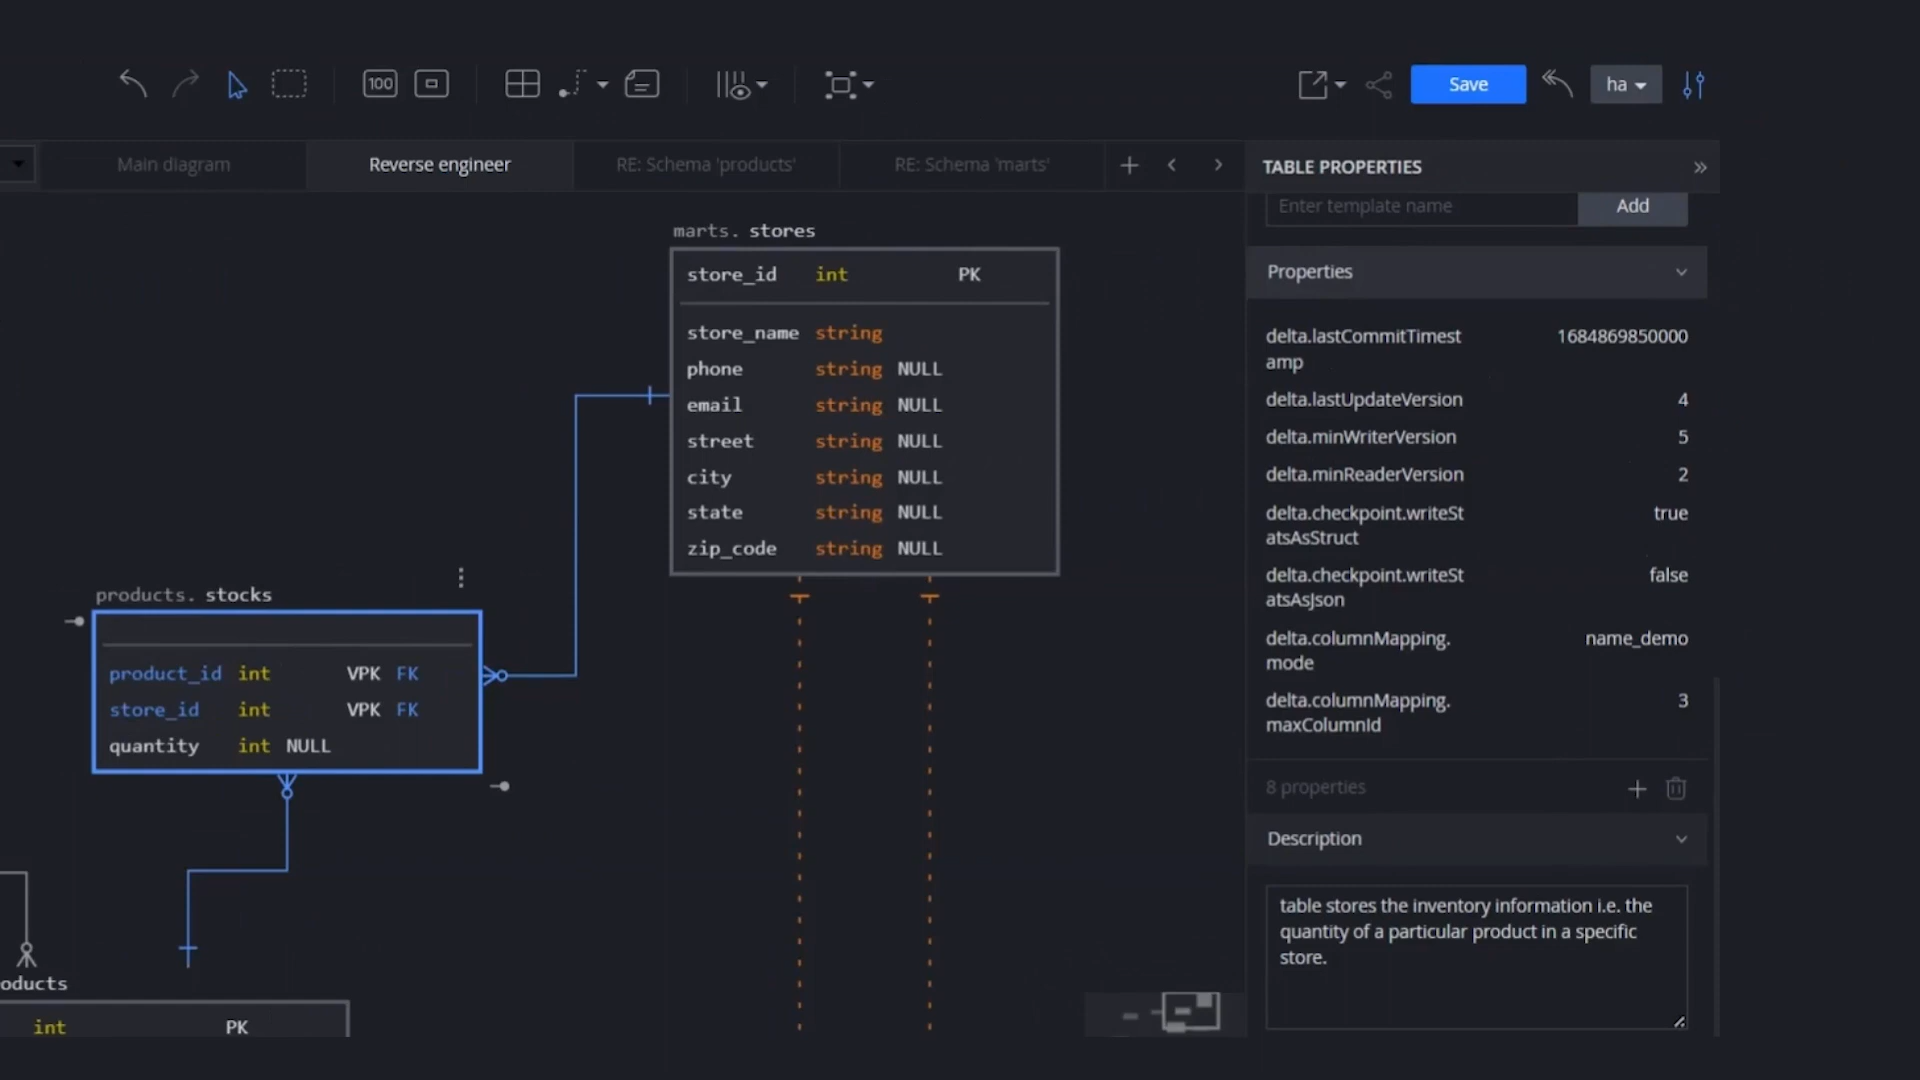 100
Save
ha
Main diagram
Reverse engineer
RE: Schema 'products'
RE: Schema 'marts'
TABLE PROPERTIES
Enter template name
Add
Properties
delta.lastCommitTimest
amp
1684869850000
delta.lastUpdateVersion
4
delta.minWriterVersion
5
delta.minReaderVersion
2
delta.checkpoint.writeSt
atsAsStruct
true
delta.checkpoint.writeSt
atsAsJson
false
delta.columnMapping.
mode
name_demo
delta.columnMapping.
maxColumnId
3
8 properties
Description
table stores the inventory information i.e. the
quantity of a particular product in a specific
store.
marts. stores
store_id int PK
store_name string
phone string NULL
email string NULL
street string NULL
city string NULL
state string NULL
zip_code string NULL
products. stocks
product_id int VPK FK
store_id int VPK FK
quantity int NULL
oducts
int PK